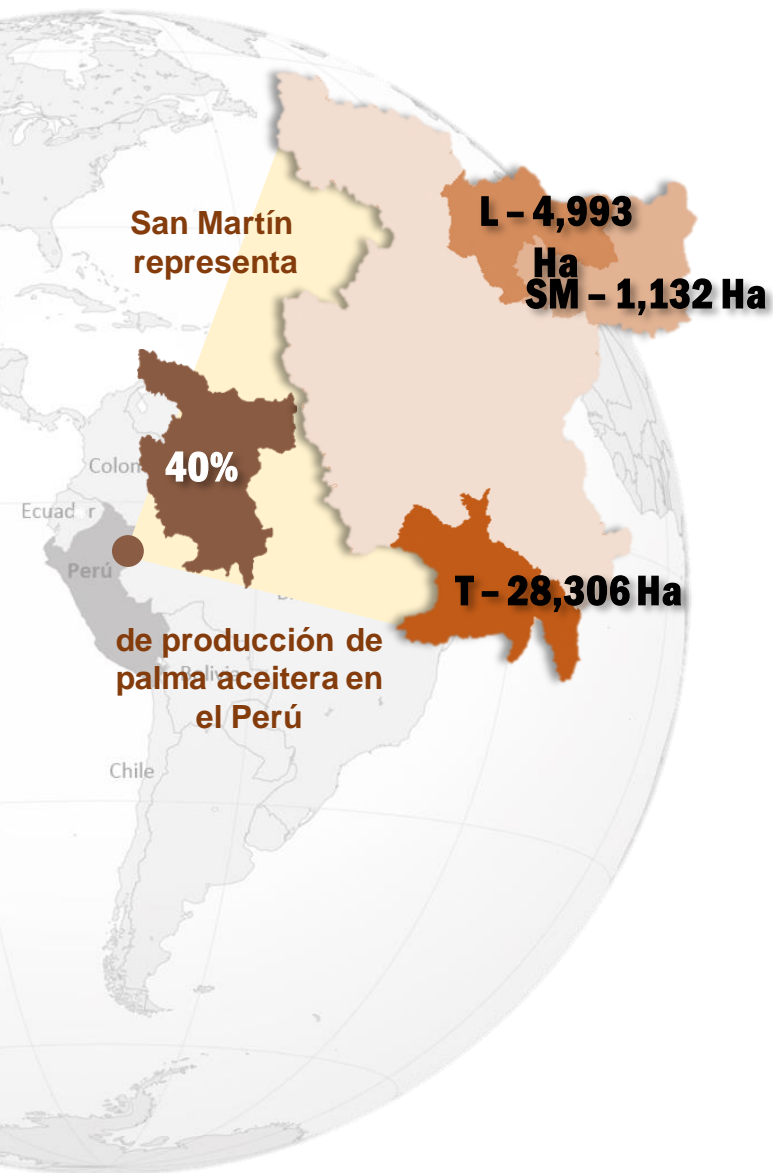 San Martín
representa
L – 4,993
Ha
SM – 1,132 Ha
40%
Colom
Ecuad r
Perú
T – 28,306 Ha
de producción de
palma aceitera en
el Perú
Bolivia
Chile